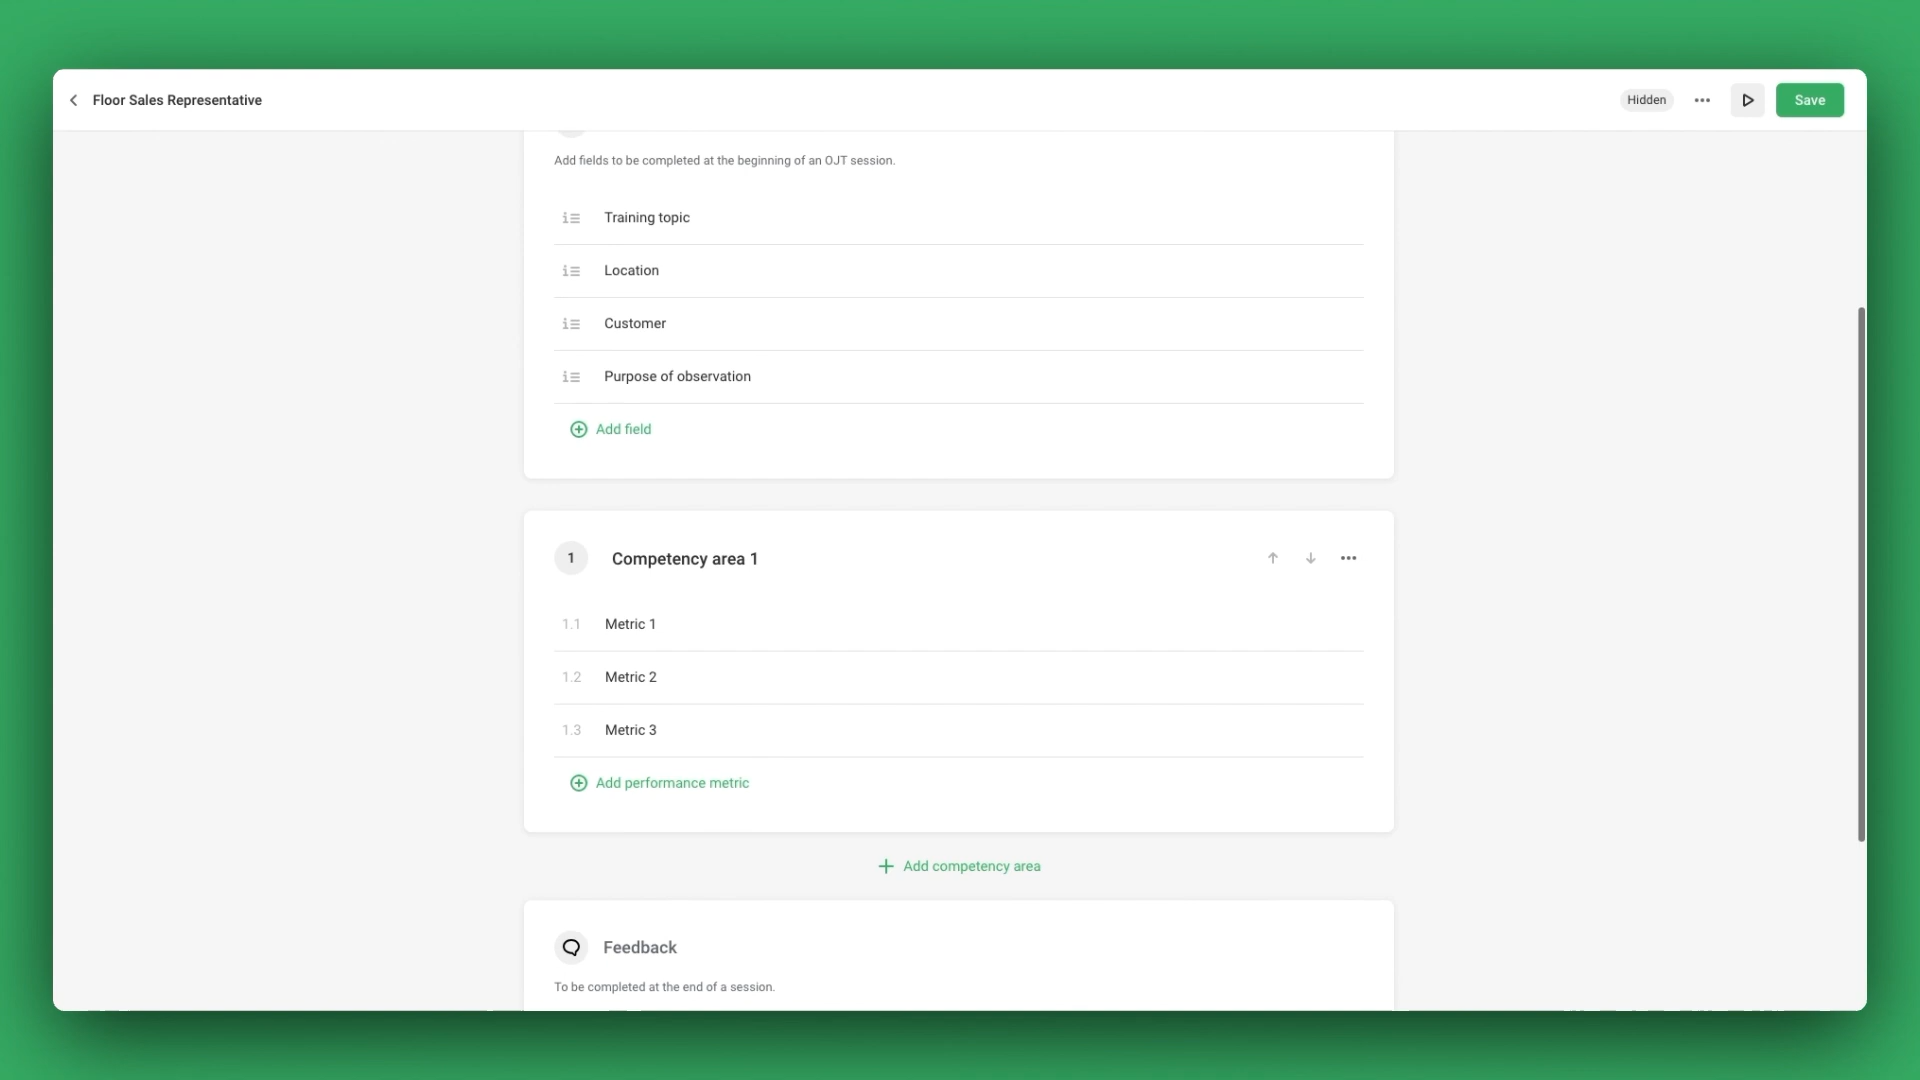 Floor Sales Representative
Hidden
Save
Add fields to be completed at the beginning of an OJT session.
Training topic
Location
Customer
Purpose of observation
Add field
1 Competency area 1
1.1 Metric 1
1.2 Metric 2
1.3 Metric 3
Add performance metric
Add competency area
Feedback
To be completed at the end of a session.